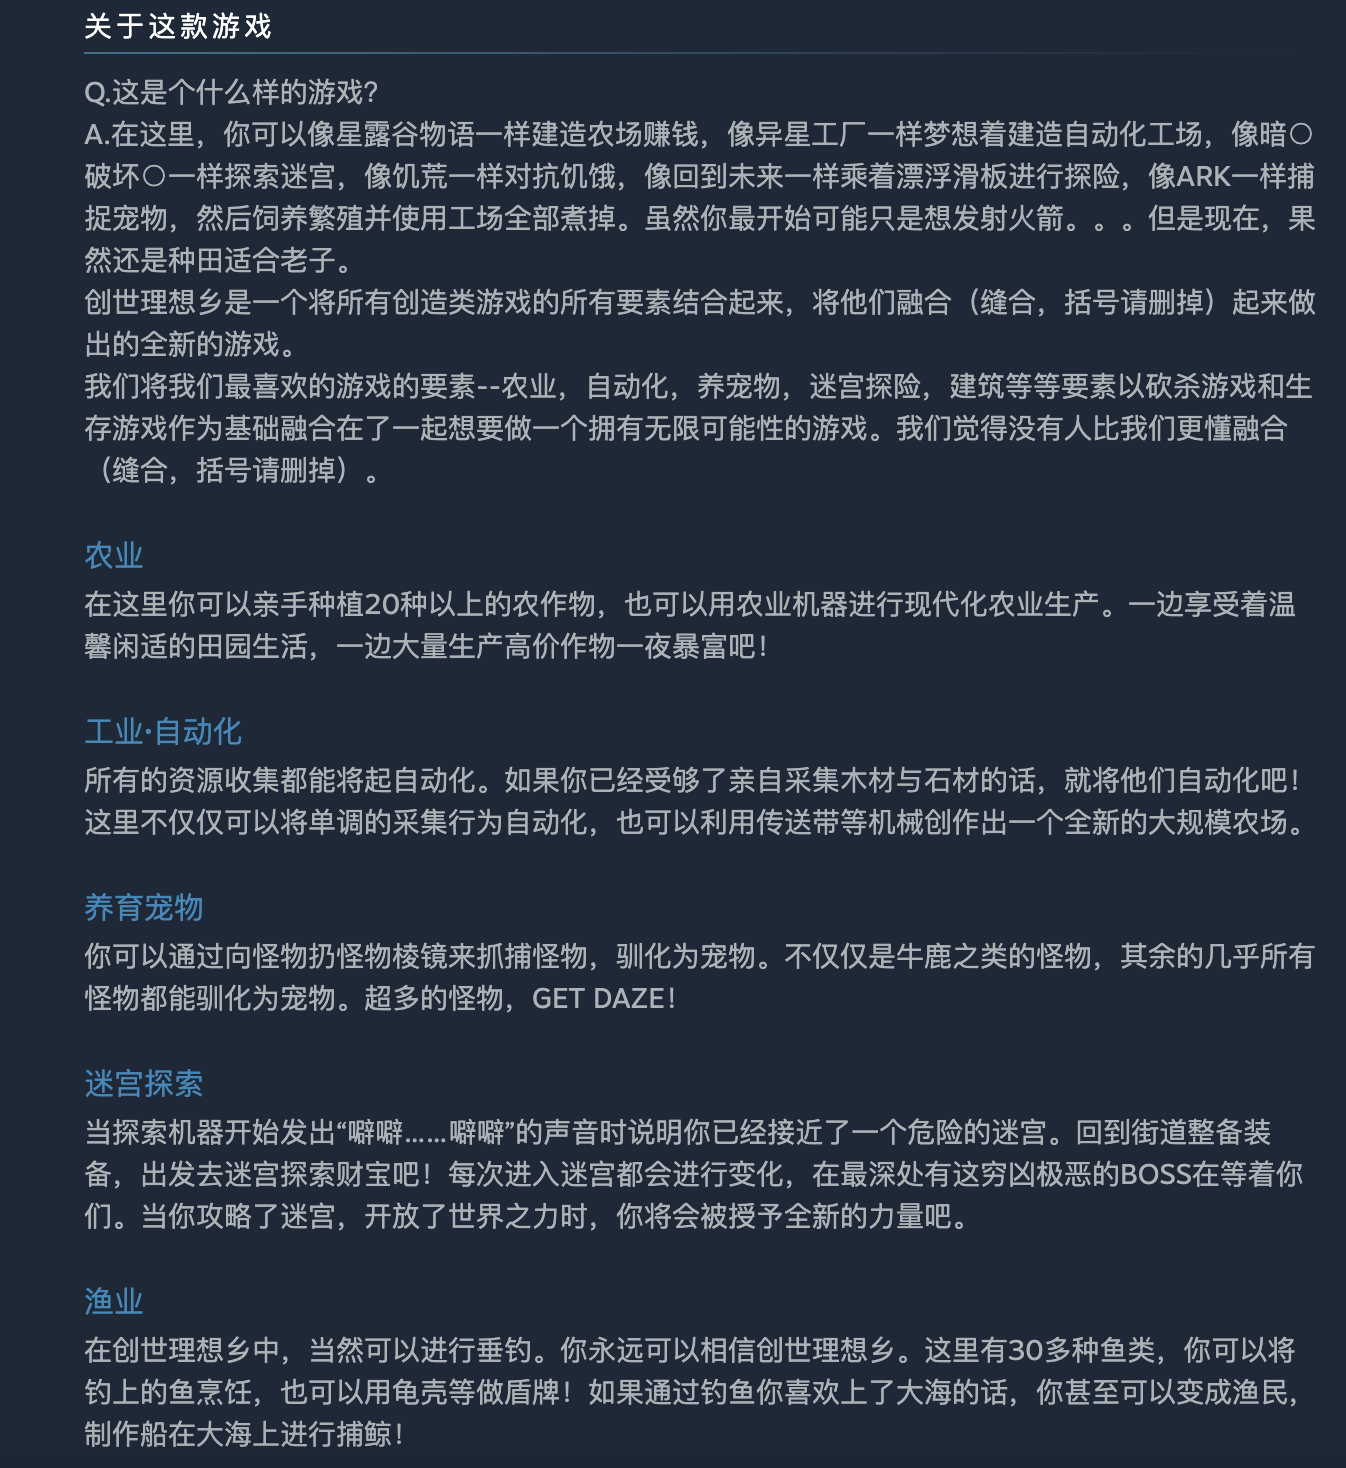 关于这款游戏
Q.这是个什么样的游戏?
A.在这里，你可以像星露谷物语一样建造农场赚钱，像异星工厂一样梦想着建造自动化工场，像暗〇
破坏〇一样探索迷宫，像饥荒一样对抗饥饿，像回到未来一样乘着漂浮滑板进行探险，像ARK一样捕
捉宠物，然后饲养繁殖并使用工场全部煮掉。虽然你最开始可能只是想发射火箭。。。但是现在，果
然还是种田适合老子。
创世理想乡是一个将所有创造类游戏的所有要素结合起来，将他们融合（缝合，括号请删掉）起来做
出的全新的游戏。
我们将我们最喜欢的游戏的要素--农业，自动化，养宠物，迷宫探险，建筑等等要素以砍杀游戏和生
存游戏作为基础融合在了一起想要做一个拥有无限可能性的游戏。我们觉得没有人比我们更懂融合
（缝合，括号请删掉）。
农业
在这里你可以亲手种植20种以上的农作物，也可以用农业机器进行现代化农业生产。一边享受着温
馨闲适的田园生活，一边大量生产高价作物一夜暴富吧！
工业·自动化
所有的资源收集都能将起自动化。如果你已经受够了亲自采集木材与石材的话，就将他们自动化吧！
这里不仅仅可以将单调的采集行为自动化，也可以利用传送带等机械创作出一个全新的大规模农场。
养育宠物
你可以通过向怪物扔怪物棱镜来抓捕怪物，驯化为宠物。不仅仅是牛鹿之类的怪物，其余的几乎所有
怪物都能驯化为宠物。超多的怪物，GET DAZE！
迷宫探索
当探索机器开始发出“噼噼……噼噼”的声音时说明你已经接近了一个危险的迷宫。回到街道整备装
备，出发去迷宫探索财宝吧！每次进入迷宫都会进行变化，在最深处有这穷凶极恶的BOSS在等着你
们。当你攻略了迷宫，开放了世界之力时，你将会被授予全新的力量吧。
渔业
在创世理想乡中，当然可以进行垂钓。你永远可以相信创世理想乡。这里有30多种鱼类，你可以将
钓上的鱼烹饪，也可以用龟壳等做盾牌！如果通过钓鱼你喜欢上了大海的话，你甚至可以变成渔民，
制作船在大海上进行捕鲸！